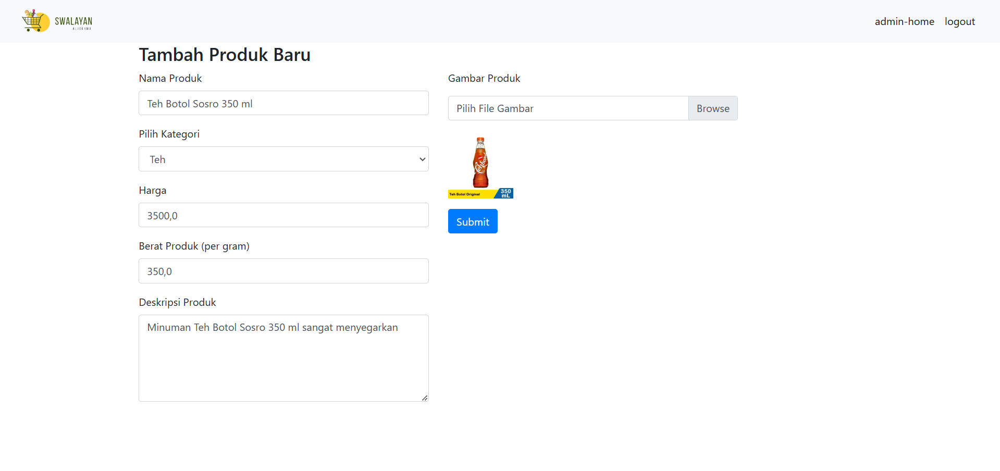 SWALAYAN
admin-home
logout
Tambah Produk Baru
Nama Produk
Teh Botol Sosro 350 ml
Pilih Kategori
Teh
Harga
3500,0
Berat Produk (per gram)
350,0
Deskripsi Produk
Minuman Teh Botol Sosro 350 ml sangat menyegarkan
Gambar Produk
Pilih File Gambar
Browse
Tehbotol
Teh Botol Original
350
mL
Submit